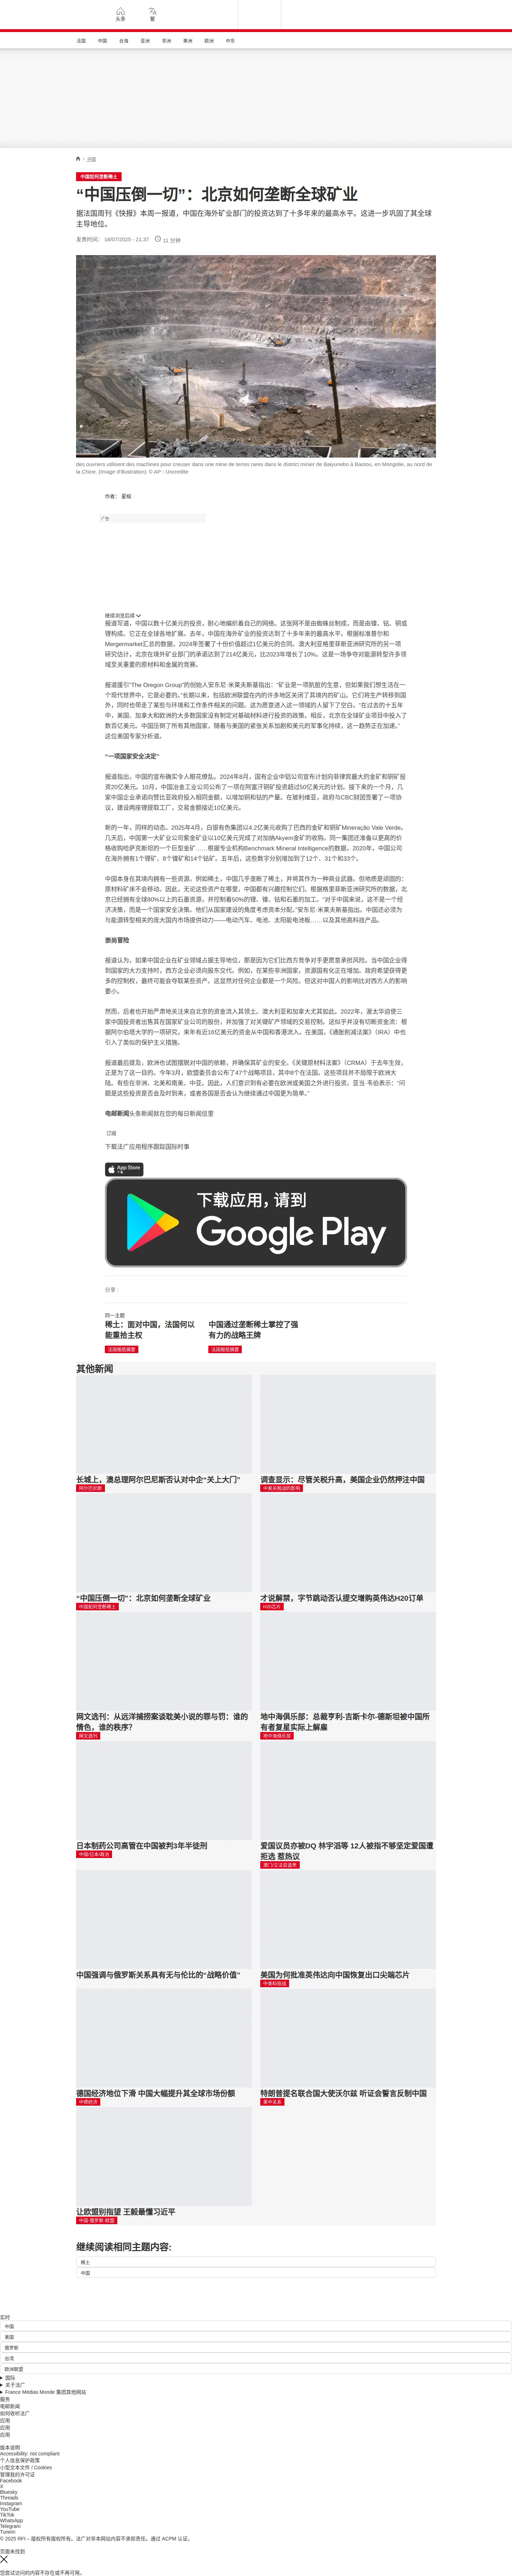 头条
繁
法国
中国
台海
亚洲
非洲
美洲
欧洲
中东
/ 中国
中国如何垄断稀土
“中国压倒一切”：北京如何垄断全球矿业
据法国周刊《快报》本周一报道，中国在海外矿业部门的投资达到了十多年来的最高水平。这进一步巩固了其全球
主导地位。
发表时间： 16/07/2025 - 21:37
11 分钟
des ouvriers utilisent des machines pour creuser dans une mine de terres rares dans le district minier de Baiyunebo à Baotou, en Mongolie, au nord de
la Chine. (Image d'illustration) © AP - Uncredite
作者：
广告
继续浏览后续
报道写道，中国以数十亿美元的投资，耐心地编织着自己的网络。这张网不是由蜘蛛丝制成，而是由镍、钴、铜或
锂构成。它正在全球各地扩展。去年，中国在海外矿业的投资达到了十多年来的最高水平。根据标准普尔和
Mergermarket汇总的数据，2024年签署了十份价值超过1亿美元的合同。澳大利亚格里菲斯亚洲研究所的另一项
研究估计，北京在境外矿业部门的承诺达到了214亿美元，比2023年增长了10%。这是一场争夺对能源转型许多领
域至关重要的原材料和金属的竞赛。
报道援引“The Oregon Group”的创始人安东尼·米莱夫斯基指出：“矿业是一项肮脏的生意，但如果我们想生活在一
个现代世界中，它是必要的。”长期以来，包括欧洲联盟在内的许多地区关闭了其境内的矿山。它们将生产转移到国
外，同时也带走了某些与环境和工作条件相关的问题。这为愿意进入这一领域的人留下了空白。“在过去的十五年
中，美国、加拿大和欧洲的大多数国家没有制定对基础材料进行投资的政策。相反，北京在全球矿业项目中投入了
数百亿美元。中国压倒了所有其他国家，随着与美国的紧张关系加剧和美元的军事化持续，这一趋势正在加速。”
这位美国专家分析道。
“一项国家安全决定”
报道指出，中国的宣布确实令人眼花缭乱。2024年8月，国有企业中铝公司宣布计划向菲律宾最大的金矿和铜矿投
资20亿美元。10月，中国冶金工业公司公布了一项在阿富汗铜矿投资超过50亿美元的计划。接下来的一个月，几
家中国企业承诺向赞比亚政府投入相同金额，以增加铜和钴的产量。在玻利维亚，政府与CBC财团签署了一项协
议，建设两座锂提取工厂，交易金额接近10亿美元。
新的一年，同样的动态。2025年4月，白银有色集团以4.2亿美元收购了巴西的金矿和铜矿Mineração Vale Verde。
几天后，中国第一大矿业公司紫金矿业以10亿美元完成了对加纳Akyem金矿的收购。同一集团还准备以更高的价
格收购哈萨克斯坦的一个巨型金矿……根据专业机构Benchmark Mineral Intelligence的数据，2020年，中国公司
在海外拥有1个锂矿、8个镍矿和14个钴矿。五年后，这些数字分别增加到了12个、31个和33个。
中国本身在其境内拥有一些资源。例如稀土，中国几乎垄断了稀土，并将其作为一种商业武器。但地质是顽固的：
原材料矿床不会移动。因此，无论这些资产在哪里，中国都有兴趣控制它们。根据格里菲斯亚洲研究所的数据，北
京已经拥有全球80%以上的石墨资源，并控制着50%的锂、镍、钴和石墨的加工。“对于中国来说，这不是一个经
济决策，而是一个国家安全决策。他们从国家建设的角度考虑资本分配，”安东尼·米莱夫斯基指出。中国还必须为
与能源转型相关的庞大国内市场提供动力——电动汽车、电池、太阳能电池板……以及其他高科技产品。
崇尚冒险
报道认为，如果中国企业在矿业领域占据主导地位，那是因为它们比西方竞争对手更愿意承担风险。当中国企业得
到国家的大力支持时，西方企业必须向股东交代。例如，在某些非洲国家，资源国有化正在增加。政府希望获得更
多的控制权，最终可能会夺取某些资产。这显然对任何企业都是一个风险，但这对中国人的影响比对西方人的影响
要小。
然而，后者也开始严肃地关注来自北京的资金流入其领土。澳大利亚和加拿大尤其如此。2022年，渥太华迫使三
家中国投资者出售其在国家矿业公司的股份，并加强了对关键矿产领域的交易控制。这似乎并没有切断资金流：根
据阿尔伯塔大学的一项研究，来年有近16亿美元的资金从中国和香港流入。在美国，《通胀削减法案》（IRA）中也
引入了类似的保护主义措施。
报道最后提及，欧洲也试图摆脱对中国的依赖，并确保其矿业的安全。《关键原材料法案》（CRMA）于去年生效，
正是为了这一目的。今年3月，欧盟委员会公布了47个战略项目，其中8个在法国。这些项目并不局限于欧洲大
陆。有些在非洲、北美和南美、中亚。因此，人们意识到有必要在欧洲或美国之外进行投资。亚当·韦伯表示：“问
题是这些投资是否会及时到来，或者各国是否会认为继续通过中国更为简单。”
电邮新闻头条新闻就在您的每日新闻信里
订阅
下载法广应用程序跟踪国际时事
App Store
下载应用，请到
Google Play
分享 :
同一主题
稀土：面对中国，法国何以
能重拾主权
法国报纸摘要
中国通过垄断稀土掌控了强
有力的战略王牌
法国报纸摘要
其他新闻
长城上，澳总理阿尔巴尼斯否认对中企“关上大门”
阿尔巴尼斯
调查显示：尽管关税升高，美国企业仍然押注中国
中美关税战的影响
“中国压倒一切”：北京如何垄断全球矿业
中国如何垄断稀土
才说解禁，字节跳动否认提交增购英伟达H20订单
H20芯片
网文选刊：从远洋捕捞案谈耽美小说的罪与罚：谁的
情色，谁的秩序？
网文选刊
地中海俱乐部：总裁亨利-吉斯卡尔-德斯坦被中国所
有者复星实际上解雇
地中海俱乐部
日本制药公司高管在中国被判3年半徒刑
中国/日本/政治
爱国议员亦被DQ 林宇滔等 12人被指不够坚定爱国遭
拒选 惹热议
澳门/立法会选举
中国强调与俄罗斯关系具有无与伦比的“战略价值”
美国为何批准英伟达向中国恢复出口尖端芯片
中美科技战
德国经济地位下滑 中国大幅提升其全球市场份额
中德经济
特朗普提名联合国大使沃尔兹 听证会誓言反制中国
美中关系
让欧盟别指望 王毅最懂习近平
中国-俄罗斯-欧盟
继续阅读相同主题内容:
稀土
中国
实时
中国
美国
俄罗斯
台湾
欧洲联盟
国际
关于法广
France Médias Monde 集团其他网站
服务
电邮新闻
如何收听法广
应用
应用
应用
版本说明
Accessibility: not compliant
个人信息保护政策
小型文本文件 / Cookies
管理我的许可证
Facebook
X
Bluesky
Threads
Instagram
YouTube
TikTok
WhatsApp
Telegram
TuneIn
© 2025 RFI – 版权所有版权所有。法广对非本网站内容不承担责任。通过 ACPM 认证。
页面未找到
您尝试访问的内容不存在或不再可用。